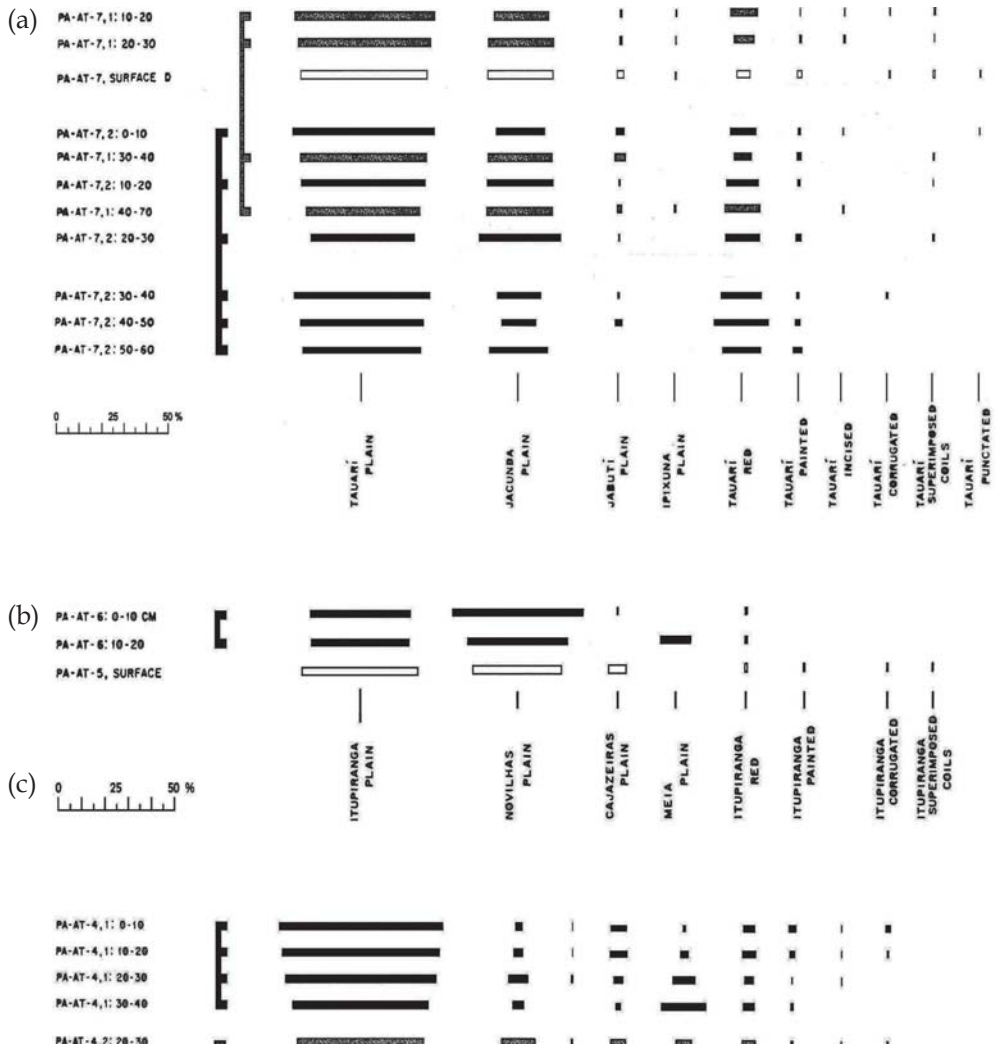 (a)
PA-AT-7, 1: 10-20
PA-AT-7, 1: 20-30
PA-AT-7, SURFACE D
PA-AT-7, 2: 0-10
PA-AT-7, 1: 30-40
PA-AT-7, 2: 10-20
PA-AT-7, 1: 40-70
PA-AT-7, 2: 20-30
PA-AT-7, 2: 30-40
PA-AT-7, 2: 40-50
PA-AT-7, 2: 50-60
0 25 50 %
TAUARÍ
PLAIN
JACUNDA
PLAIN
JABUTÍ
PLAIN
IPIXUNA
PLAIN
TAUARÍ
RED
TAUARÍ
PAINTED
TAUARÍ
INCISED
TAUARÍ
CORRUGATED
TAUARÍ
SUPERIMPOSED
COILS
TAUARÍ
PUNCTATED
(b)
PA-AT-6: 0-10 CM
PA-AT-6: 10-20
PA-AT-5, SURFACE
(c)
0 25 50 %
ITUPIRANGA
PLAIN
NOVILHAS
PLAIN
CAJAZEIRAS
PLAIN
MEIA
PLAIN
ITUPIRANGA
RED
ITUPIRANGA
PAINTED
ITUPIRANGA
CORRUGATED
ITUPIRANGA
SUPERIMPOSED
COILS
PA-AT-4, 1: 0-10
PA-AT-4, 1: 10-20
PA-AT-4, 1: 20-30
PA-AT-4, 1: 30-40
PA-AT-4, 2: 20-30